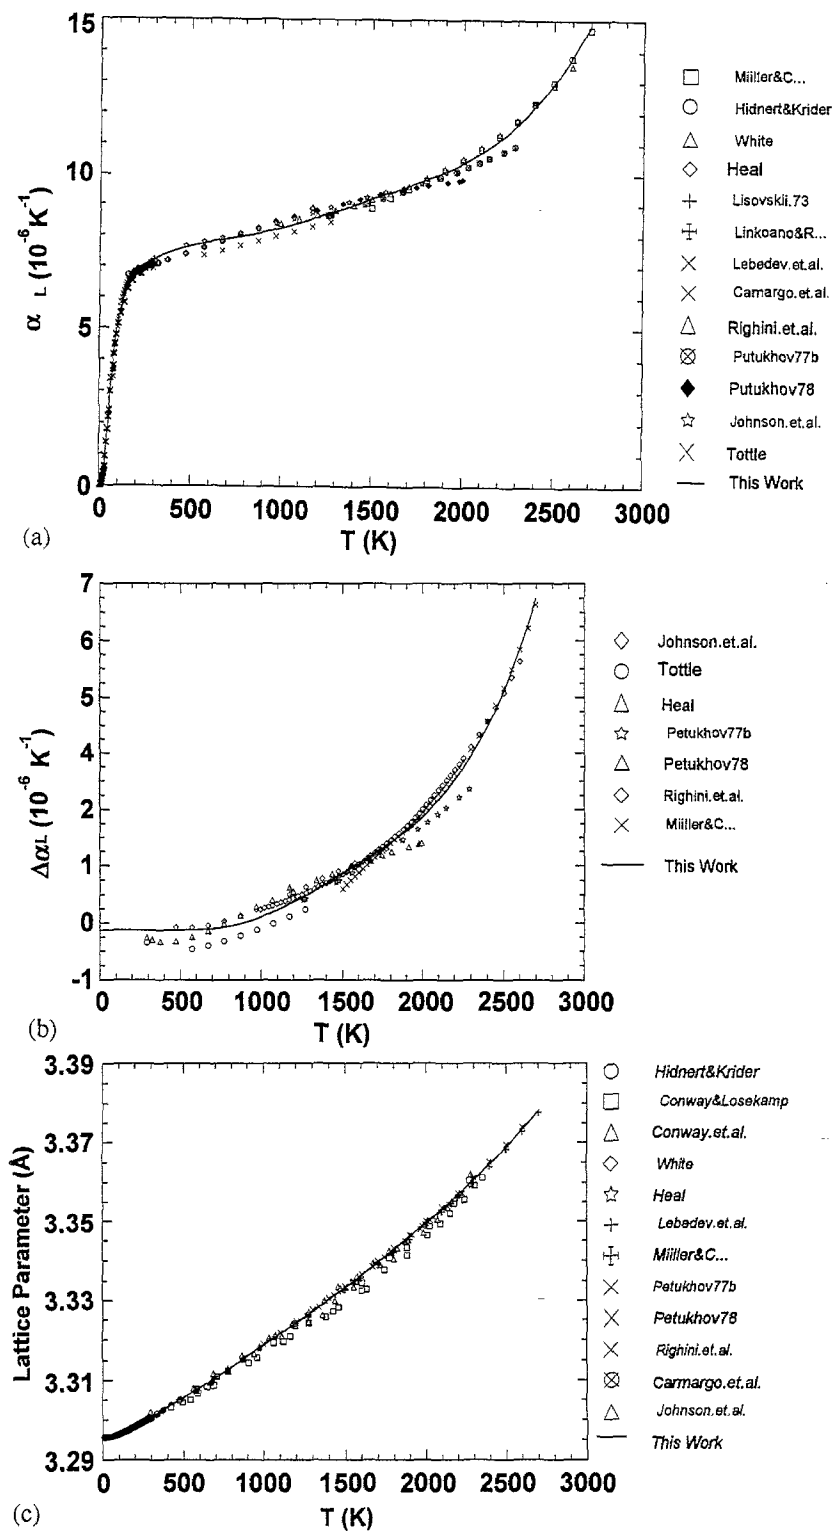 15
10
5
0
α L (10⁻⁶ K⁻¹)
500 1000 1500 2000 2500 3000
T (K)
(a)
Miiller&C...
Hidnert&Krider
White
Heal
Lisovskii.73
Linkoano&R...
Lebedev.et.al.
Camargo.et.al.
Righini.et.al.
Putukhov77b
Putukhov78
Johnson.et.al.
Tottle
This Work
7
6
5
4
2
1
0
-1
Δα L (10⁻⁶ K⁻¹)
0 500 1000 1500 2000 2500 3000
T (K)
(b)
Johnson.et.al.
Tottle
Heal
Petukhov77b
Petukhov78
Righini.et.al.
Miiller&C...
This Work
3.39
3.37
3.35
3.33
3.31
3.29
Lattice Parameter (Å)
0 500 1000 1500 2000 2500 3000
T (K)
(c)
Hidnert&Krider
Conway&Losekamp
Conway.et.al.
White
Heal
Lebedev.et.al.
Miiller&C...
Petukhov77b
Petukhov78
Righini.et.al.
Carmargo.et.al.
Johnson.et.al.
This Work